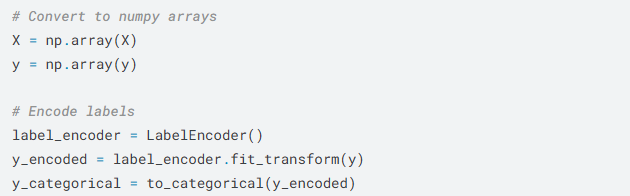 # Convert to numpy arrays
X = np.array(X)
y = np.array(y)

# Encode labels
label_encoder = LabelEncoder()
y_encoded = label_encoder.fit_transform(y)
y_categorical = to_categorical(y_encoded)